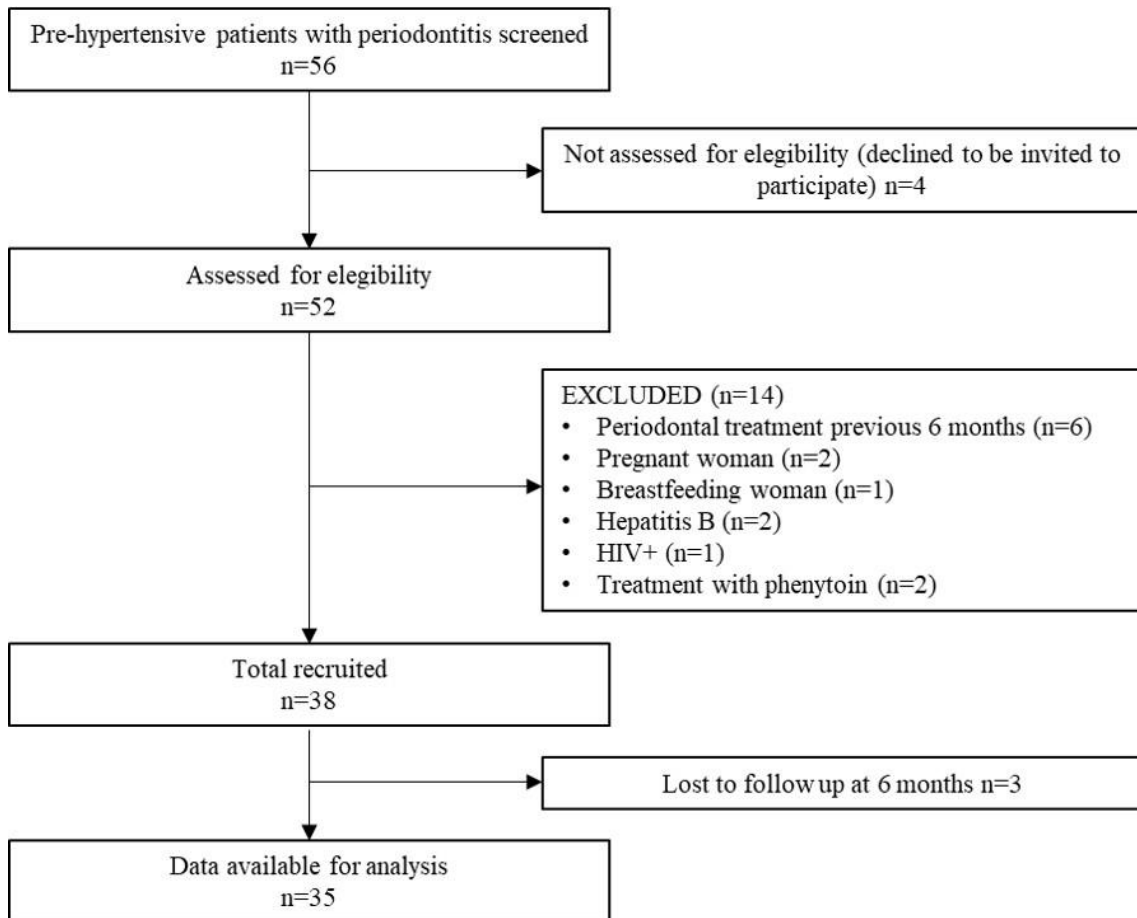 Pre-hypertensive patients with periodontitis screened
n=56
Not assessed for elegibility (declined to be invited to
participate) n=4
Assessed for elegibility
n=52
EXCLUDED (n=14)
• Periodontal treatment previous 6 months (n=6)
• Pregnant woman (n=2)
• Breastfeeding woman (n=1)
• Hepatitis B (n=2)
• HIV+ (n=1)
• Treatment with phenytoin (n=2)
Total recruited
n=38
Lost to follow up at 6 months n=3
Data available for analysis
n=35